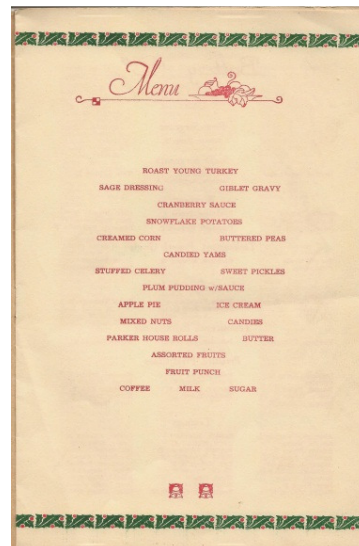 Menu
ROAST YOUNG TURKEY
SAGE DRESSING GIBLET GRAVY
CRANBERRY SAUCE
SNOWFLAKE POTATOES
CREAMED CORN BUTTERED PEAS
CANDIED YAMS
STUFFED CELERY SWEET PICKLES
PLUM PUDDING w/SAUCE
APPLE PIE ICE CREAM
MIXED NUTS CANDIES
PARKER HOUSE ROLLS BUTTER
ASSORTED FRUITS
FRUIT PUNCH
COFFEE MILK SUGAR